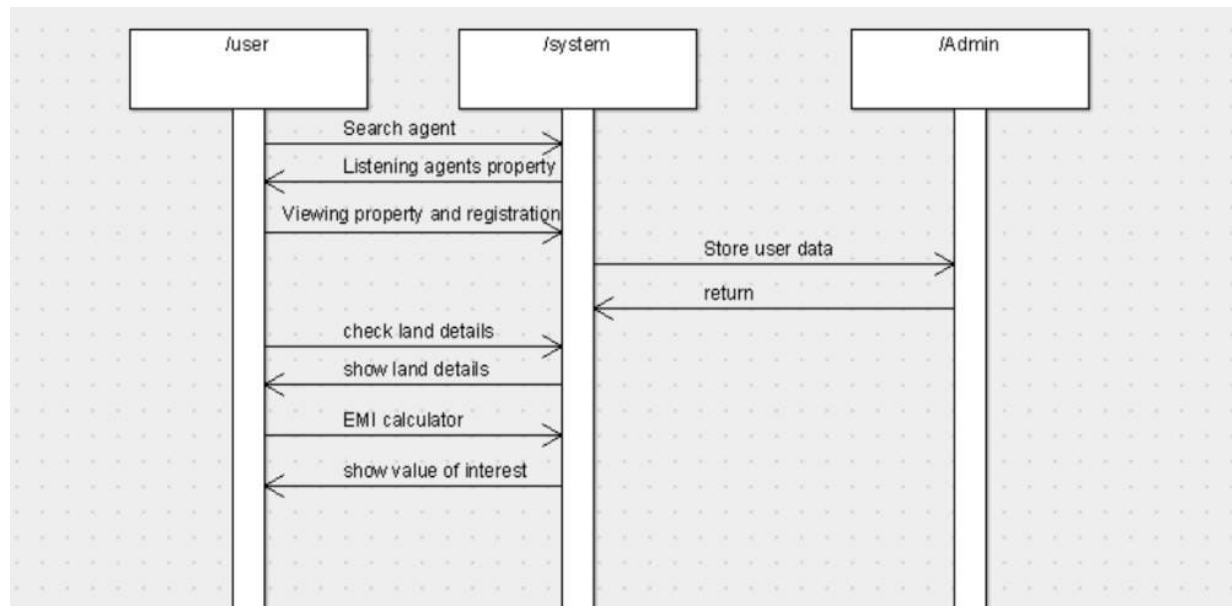 /user
/system
/Admin
Search agent
Listening agents property
Viewing property and registration
Store user data
return
check land details
show land details
EMI calculator
show value of interest